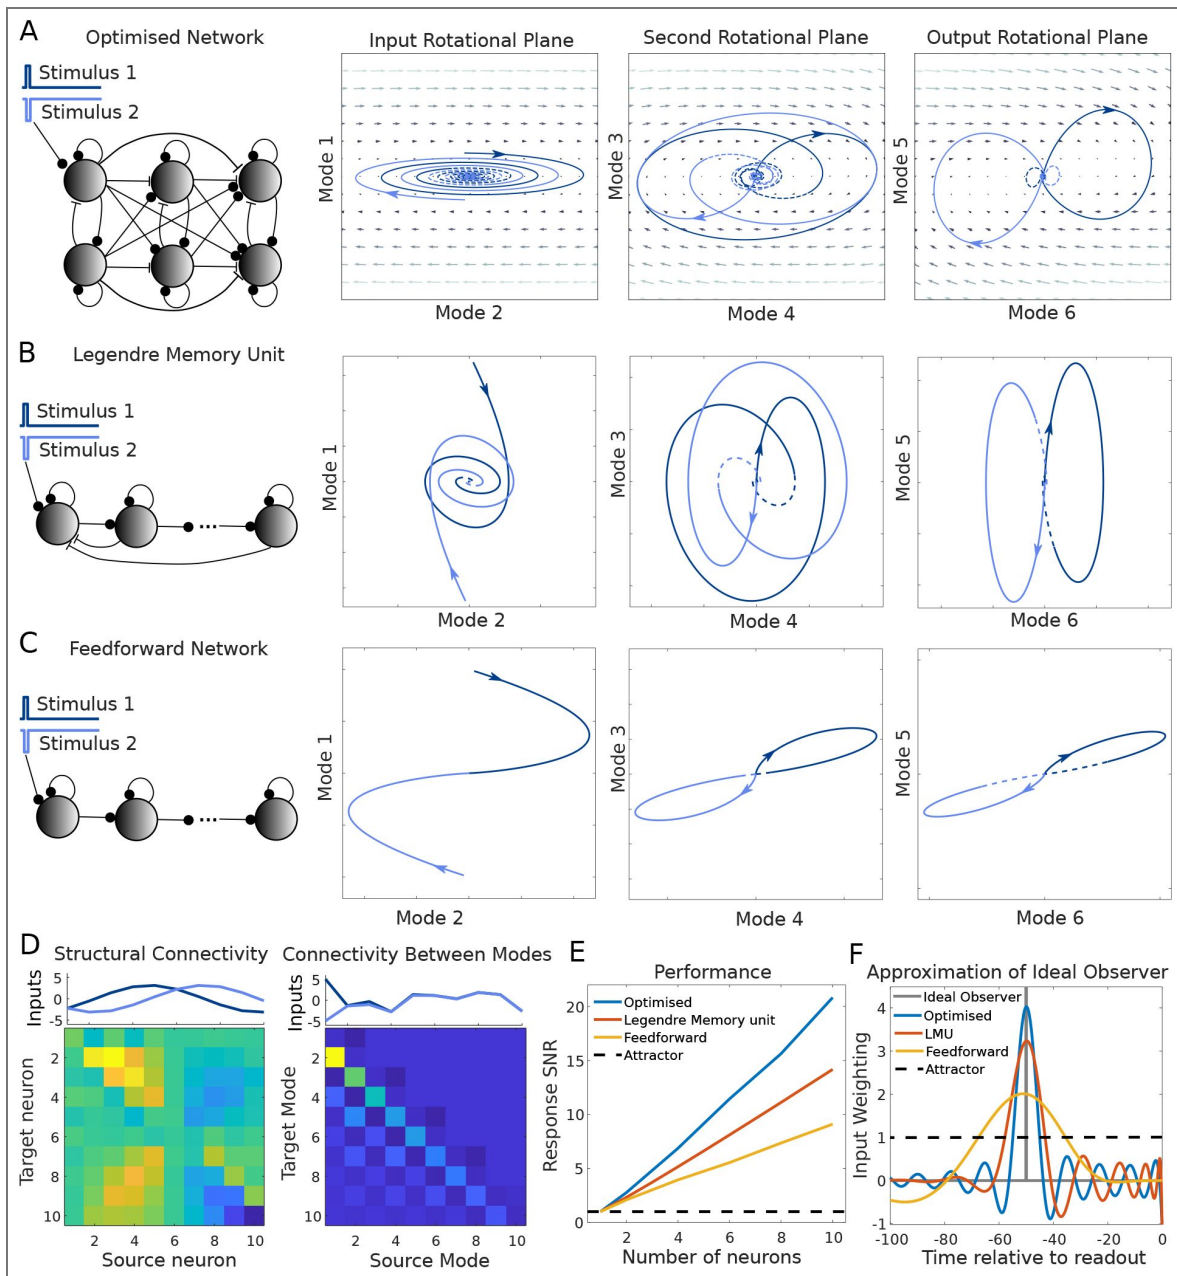 A
Optimised Network
Stimulus 1
Stimulus 2
Input Rotational Plane
Mode 1
Mode 2
Second Rotational Plane
Mode 3
Mode 4
Output Rotational Plane
Mode 5
Mode 6
B
Legendre Memory Unit
Stimulus 1
Stimulus 2
...
Mode 1
Mode 2
Mode 3
Mode 4
Mode 5
Mode 6
C
Feedforward Network
Stimulus 1
Stimulus 2
...
Mode 1
Mode 2
Mode 3
Mode 4
Mode 5
Mode 6
D
Structural Connectivity
Inputs
5
0
-5
Target neuron
2
4
6
8
10
2 4 6 8 10
Source neuron
Connectivity Between Modes
Inputs
5
0
-5
Target Mode
2
4
6
8
10
2 4 6 8 10
Source Mode
E
Performance
Optimised
Legendre Memory unit
Feedforward
Attractor
Response SNR
20
15
10
5
0
2 4 6 8 10
Number of neurons
F
Approximation of Ideal Observer
Ideal Observer
Optimised
LMU
Feedforward
Attractor
Input Weighting
4
3
2
1
0
-1
-100 -80 -60 -40 -20 0
Time relative to readout